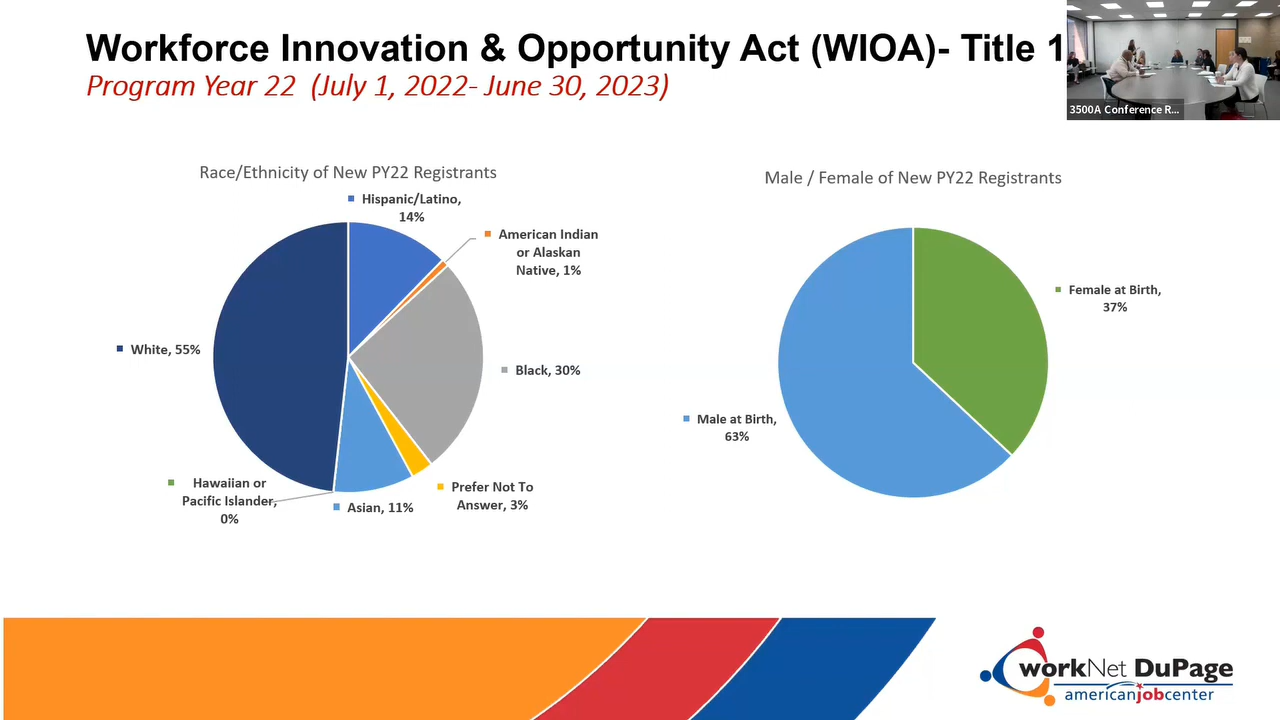 Workforce Innovation & Opportunity Act (WIOA)- Title 1
Program Year 22 (July 1, 2022- June 30, 2023)
3500A Conference R...
Race/Ethnicity of New PY22 Registrants
Hispanic/Latino,
14%
American Indian
or Alaskan
Native, 1%
White, 55%
Black, 30%
Hawaiian or
Pacific Islander,
0%
Asian, 11%
Prefer Not To
Answer, 3%
Male / Female of New PY22 Registrants
Female at Birth,
37%
Male at Birth,
63%
workNet DuPage
americanjobcenter